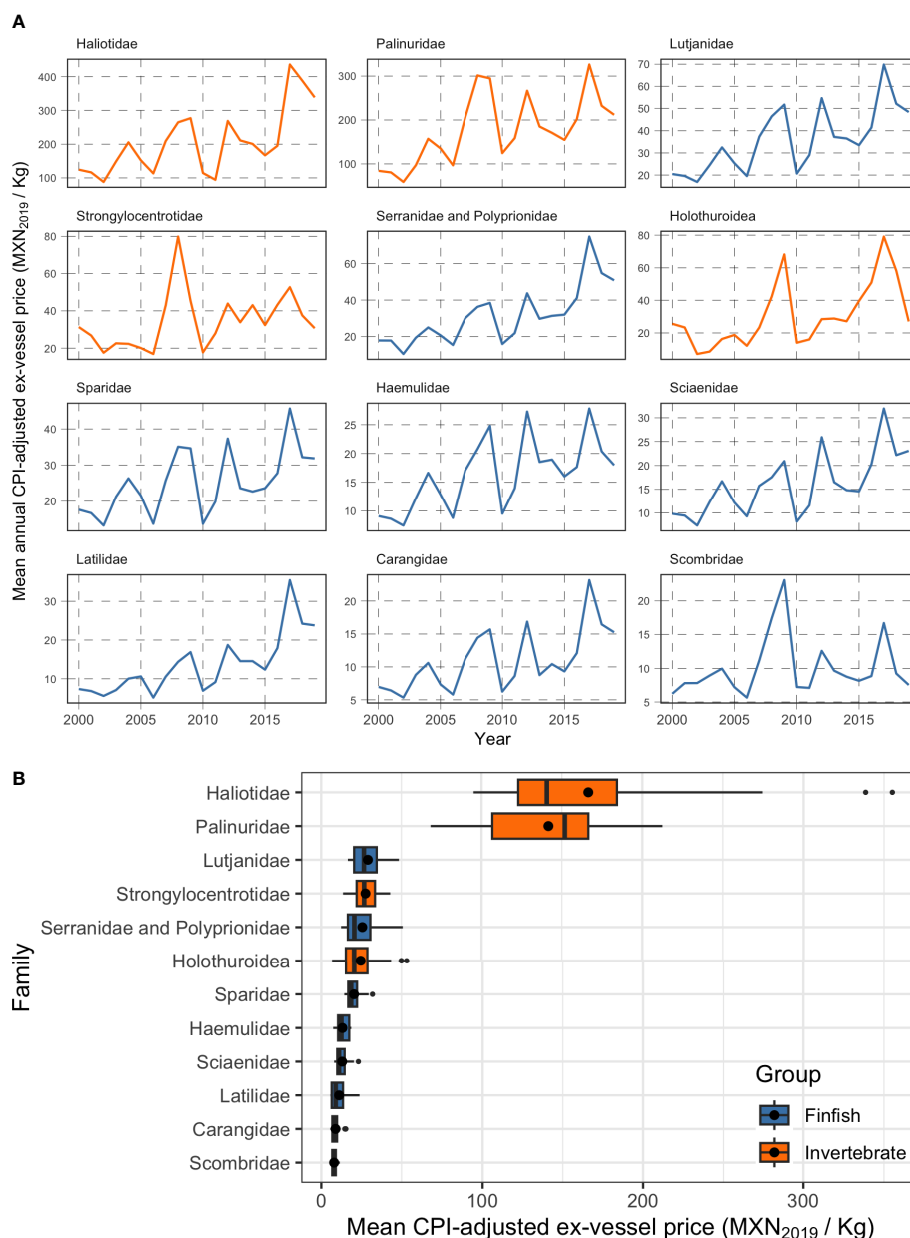 A
Haliotidae
Palinuridae
Lutjanidae
400
300
200
100
300
200
100
70
60
50
40
30
20
Strongylocentrotidae
Serranidae and Polyprionidae
Holothuroidea
80
60
40
20
60
40
20
80
60
40
20
Sparidae
Haemulidae
Sciaenidae
40
30
20
25
20
15
10
30
25
20
15
10
Latilidae
Carangidae
Scombridae
30
20
10
20
15
10
5
20
15
10
5
2000 2005 2010 2015
2000 2005 2010 2015
2000 2005 2010 2015
Year
Mean annual CPI-adjusted ex-vessel price (MXN2019 / Kg)
B
Haliotidae
Palinuridae
Lutjanidae
Strongylocentrotidae
Serranidae and Polyprionidae
Holothuroidea
Sparidae
Haemulidae
Sciaenidae
Latilidae
Carangidae
Scombridae
Family
Group
Finfish
Invertebrate
0 100 200 300
Mean CPI-adjusted ex-vessel price (MXN2019 / Kg)